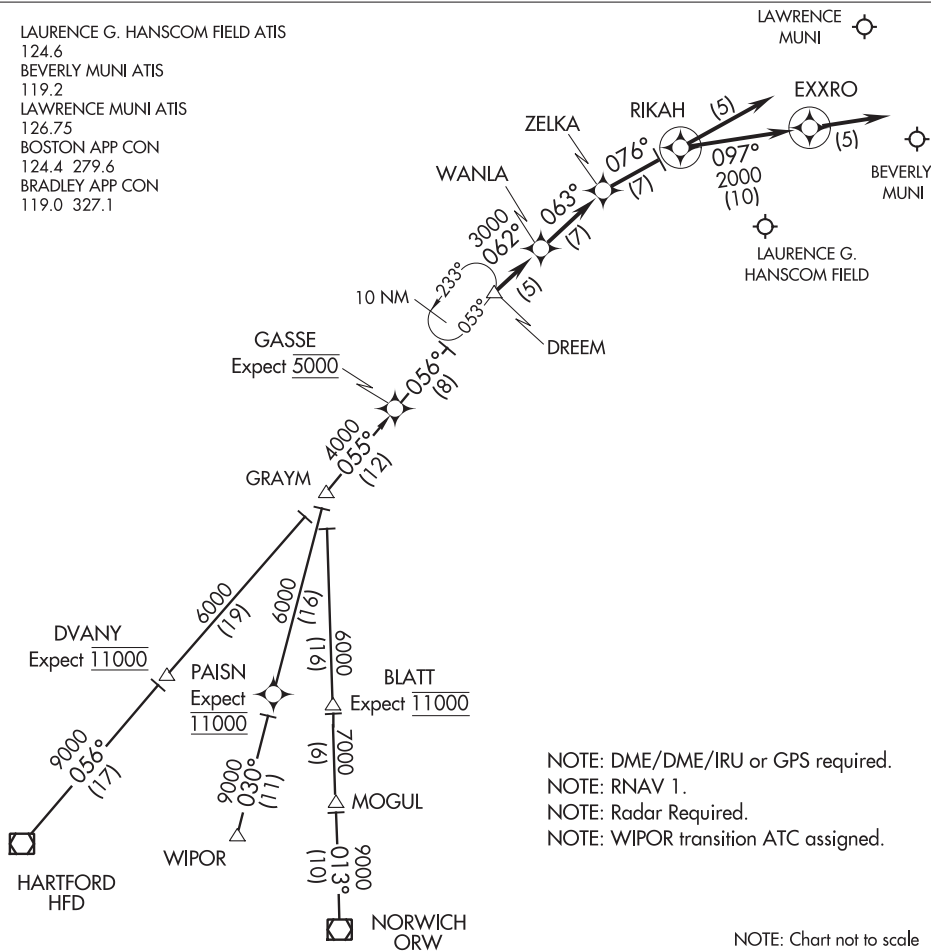 LAURENCE G. HANSCOM FIELD ATIS
124.6
BEVERLY MUNI ATIS
119.2
LAWRENCE MUNI ATIS
126.75
BOSTON APP CON
124.4 279.6
BRADLEY APP CON
119.0 327.1
LAWRENCE
MUNI
EXXRO
RIKAH
(5)
(5)
ZELKA
076°
(7)
097°
2000
(10)
BEVERLY
MUNI
WANLA
063°
(7)
LAURENCE G.
HANSCOM FIELD
3000
062°
(5)
233°
053°
10 NM
DREEM
GASSE
Expect 5000
056°
(8)
4000
055°
(12)
GRAYM
6000
(19)
6000
(16)
6000
(16)
DVANY
Expect 11000
PAISN
Expect
11000
BLATT
Expect 11000
9000
056°
(17)
9000
030°
(11)
7000
(6)
MOGUL
WIPOR
9000
013°
(10)
HARTFORD
HFD
NORWICH
ORW
NOTE: DME/DME/IRU or GPS required.
NOTE: RNAV 1.
NOTE: Radar Required.
NOTE: WIPOR transition ATC assigned.
NOTE: Chart not to scale